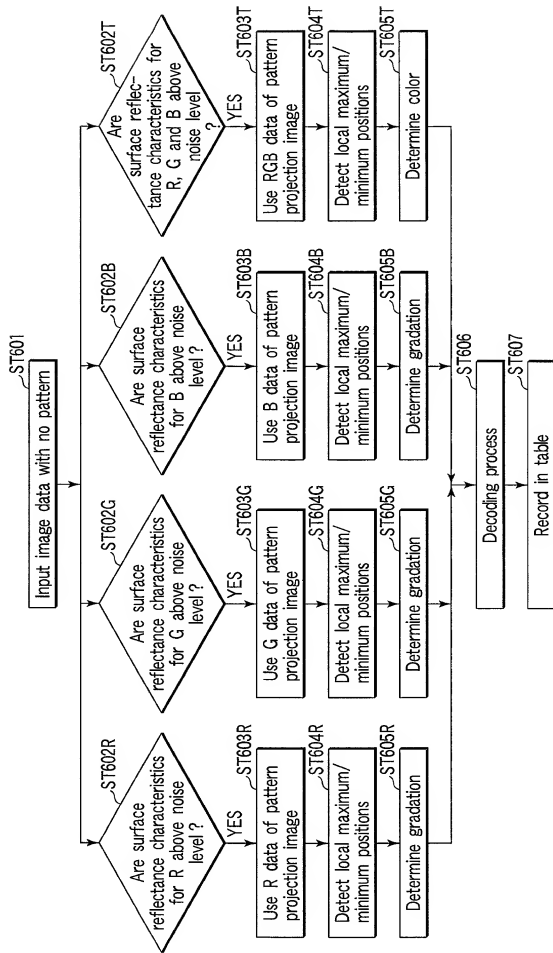 ST601
Input image data with no pattern
ST602R
Are surface
reflectance characteristics
for R above noise
level ?
YES
ST603R
Use R data of pattern
projection image
ST604R
Detect local maximum/
minimum positions
ST605R
Determine gradation
ST602G
Are surface
reflectance characteristics
for G above noise
level ?
YES
ST603G
Use G data of pattern
projection image
ST604G
Detect local maximum/
minimum positions
ST605G
Determine gradation
ST602B
Are surface
reflectance characteristics
for B above noise
level ?
YES
ST603B
Use B data of pattern
projection image
ST604B
Detect local maximum/
minimum positions
ST605B
Determine gradation
ST602T
Are
surface reflec-
tance characteristics for
R, G and B above
noise level
?
YES
ST603T
Use RGB data of pattern
projection image
ST604T
Detect local maximum/
minimum positions
ST605T
Determine color
ST606
Decoding process
ST607
Record in table